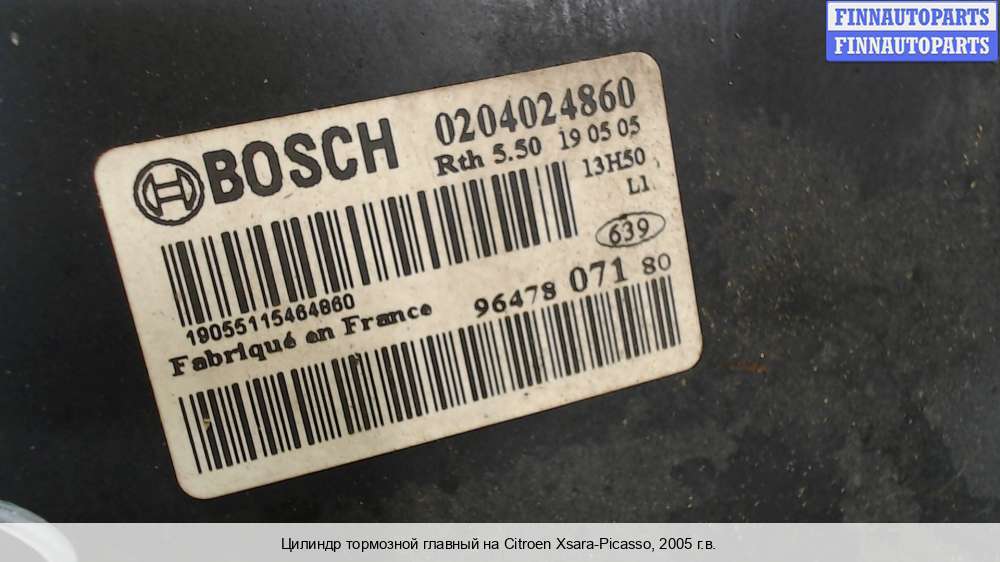 FINNAUTOPARTS
FINNAUTOPARTS
BOSCH 0204024860
Rth 5.50 19 05 05
13H50
L1
639
19055115464860
Fabriqué en France 96478 071 80
Цилиндр тормозной главный на Citroen Xsara-Picasso, 2005 г.в.